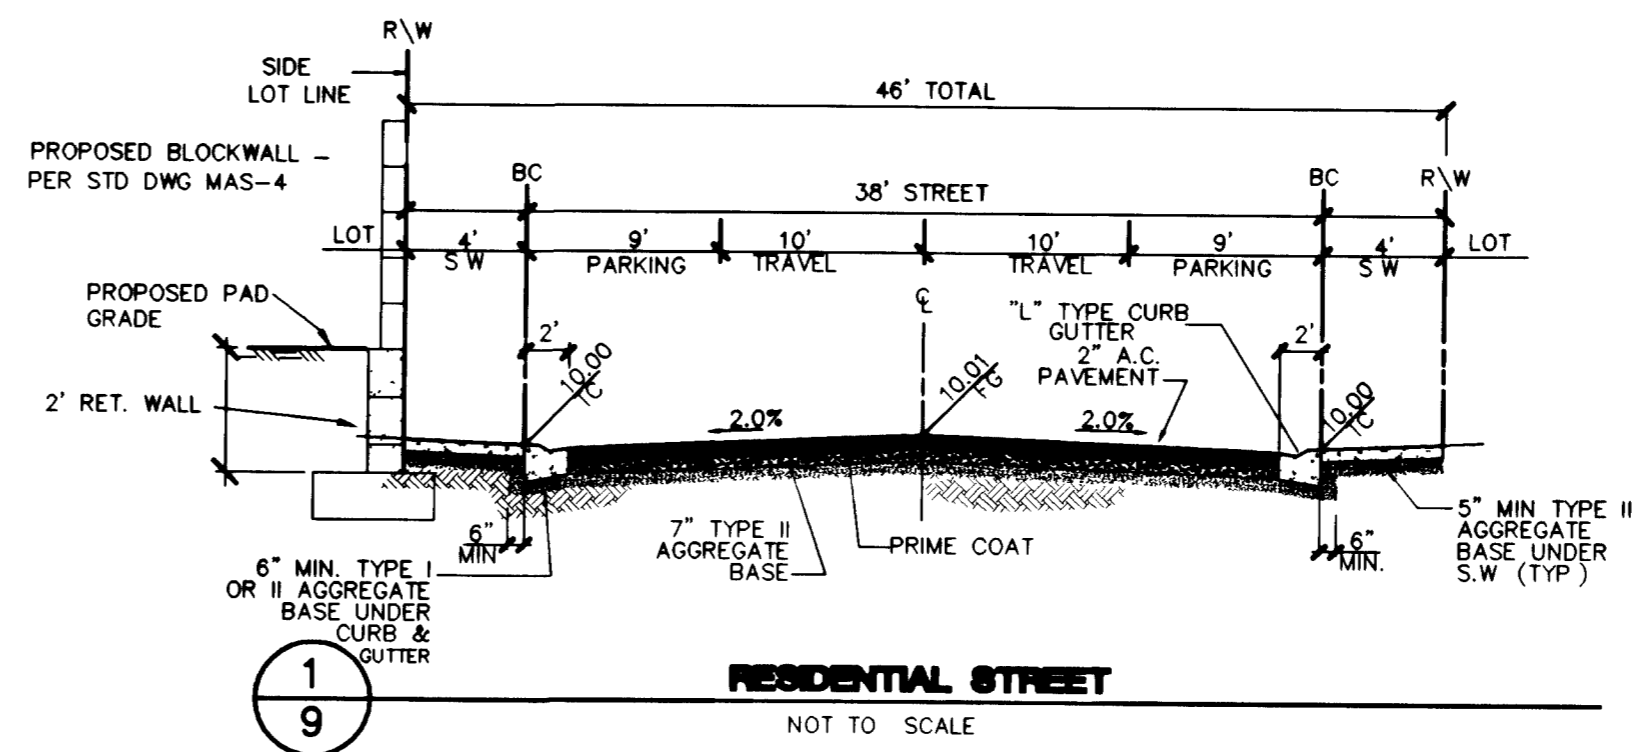 R\W
SIDE
LOT LINE
46' TOTAL
PROPOSED BLOCKWALL -
PER STD DWG MAS-4
BC
38' STREET
BC
R\W
LOT
4'
SW
9'
PARKING
10'
TRAVEL
10'
TRAVEL
9'
PARKING
4'
SW
LOT
PROPOSED PAD
GRADE
℄
"L" TYPE CURB
GUTTER
2'
2'
10.00
TC
10.01
FG
10.00
TC
2" A.C.
PAVEMENT
2' RET. WALL
2.0%
2.0%
6"
MIN
6" MIN. TYPE I
OR II AGGREGATE
BASE UNDER
CURB &
GUTTER
7" TYPE II
AGGREGATE
BASE
PRIME COAT
6"
MIN.
5" MIN TYPE II
AGGREGATE
BASE UNDER
S.W (TYP)
1
9
RESIDENTIAL STREET
NOT TO SCALE